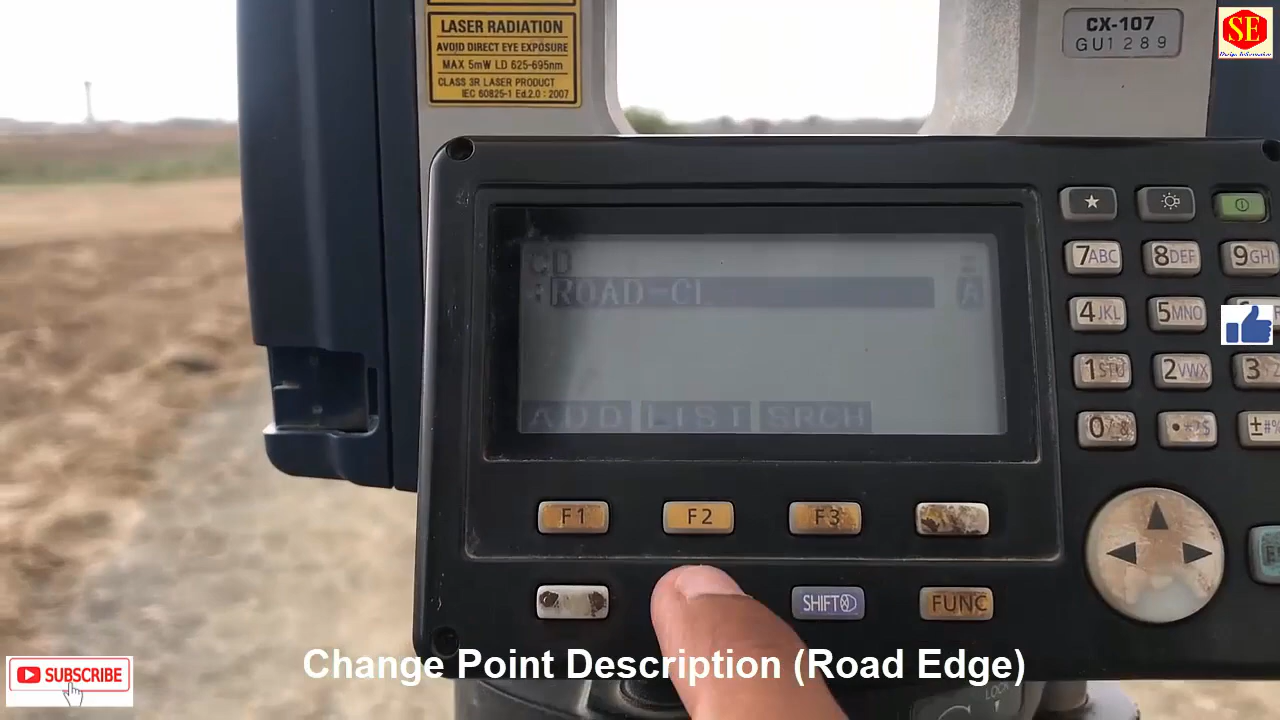 LASER RADIATION
AVOID DIRECT EYE EXPOSURE
MAX 5mW LD 625-695nm
CLASS 3R LASER PRODUCT
IEC 60825-1 Ed.2.0 : 2007
CX-107
GU1289
SE
CD
:ROAD-CL
A
ADD LIST SRCH
7ABC 8DEF 9GHI
4JKL 5MNO
1STU 2VWX 3
0
F1 F2 F3
SHIFT FUNC
SUBSCRIBE
Change Point Description (Road Edge)